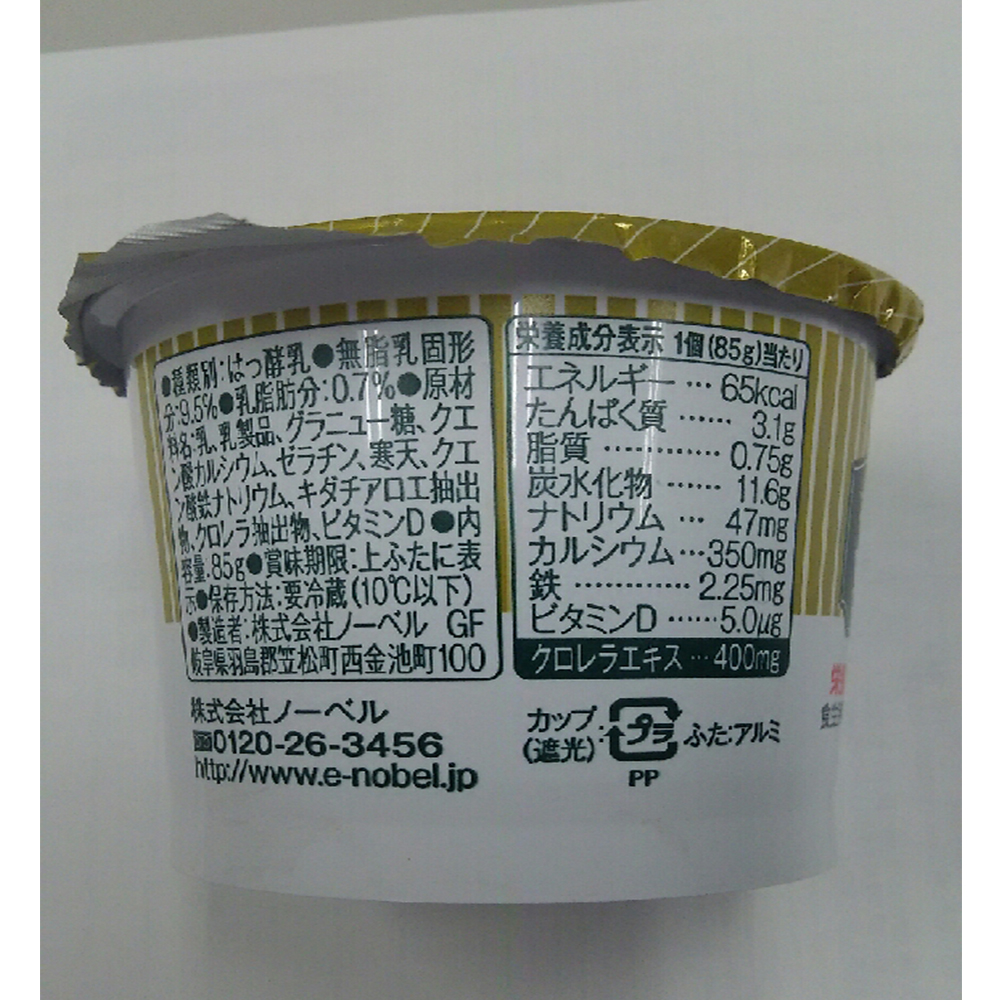 ●種類別:はっ酵乳●無脂乳固形
分:9.5%●乳脂肪分:0.7%●原材
料名:乳、乳製品、グラニュー糖、クエ
ン酸カルシウム、ゼラチン、寒天、クエ
ン酸鉄ナトリウム、キダチアロエ抽出
物、クロレラ抽出物、ビタミンD●内
容量:85g●賞味期限:上ふたに表
示●保存方法:要冷蔵(10℃以下)
●製造者:株式会社ノーベル GF
岐阜県羽島郡笠松町西金池町100
株式会社ノーベル
0120-26-3456
http://www.e-nobel.jp
栄養成分表示 1個(85g)当たり
エネルギー…65kcal
たんぱく質……3.1g
脂質…………0.75g
炭水化物……11.6g
ナトリウム…47mg
カルシウム…350mg
鉄…………2.25mg
ビタミンD……5.0μg
クロレラエキス…400mg
カップ:
(遮光)
プラ
PP
ふた:アルミ